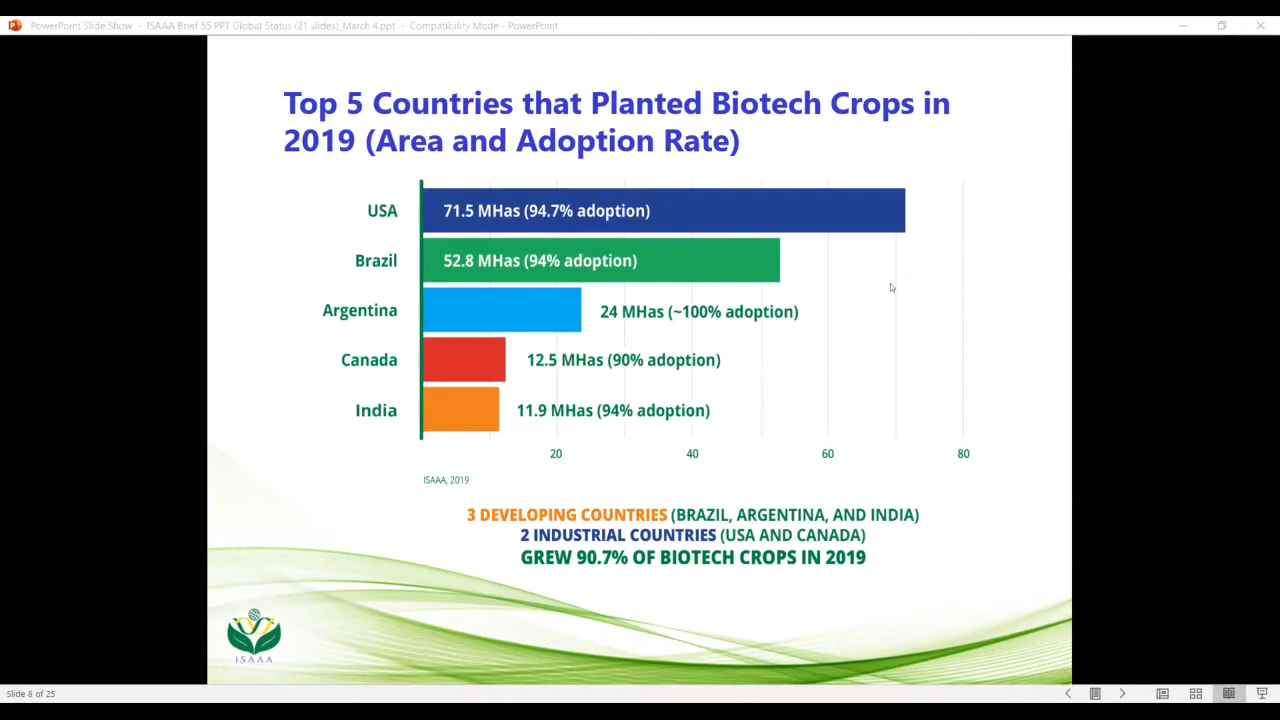 PowerPoint Slide Show - ISAAA Brief 55 PPT Global Status (21 slides)_March 4.ppt - Compatibility Mode - PowerPoint
Top 5 Countries that Planted Biotech Crops in
2019 (Area and Adoption Rate)
USA
71.5 MHas (94.7% adoption)
Brazil
52.8 MHas (94% adoption)
Argentina
24 MHas (~100% adoption)
Canada
12.5 MHas (90% adoption)
India
11.9 MHas (94% adoption)
20 40 60 80
ISAAA, 2019
3 DEVELOPING COUNTRIES (BRAZIL, ARGENTINA, AND INDIA)
2 INDUSTRIAL COUNTRIES (USA AND CANADA)
GREW 90.7% OF BIOTECH CROPS IN 2019
ISAAA
Slide 8 of 25